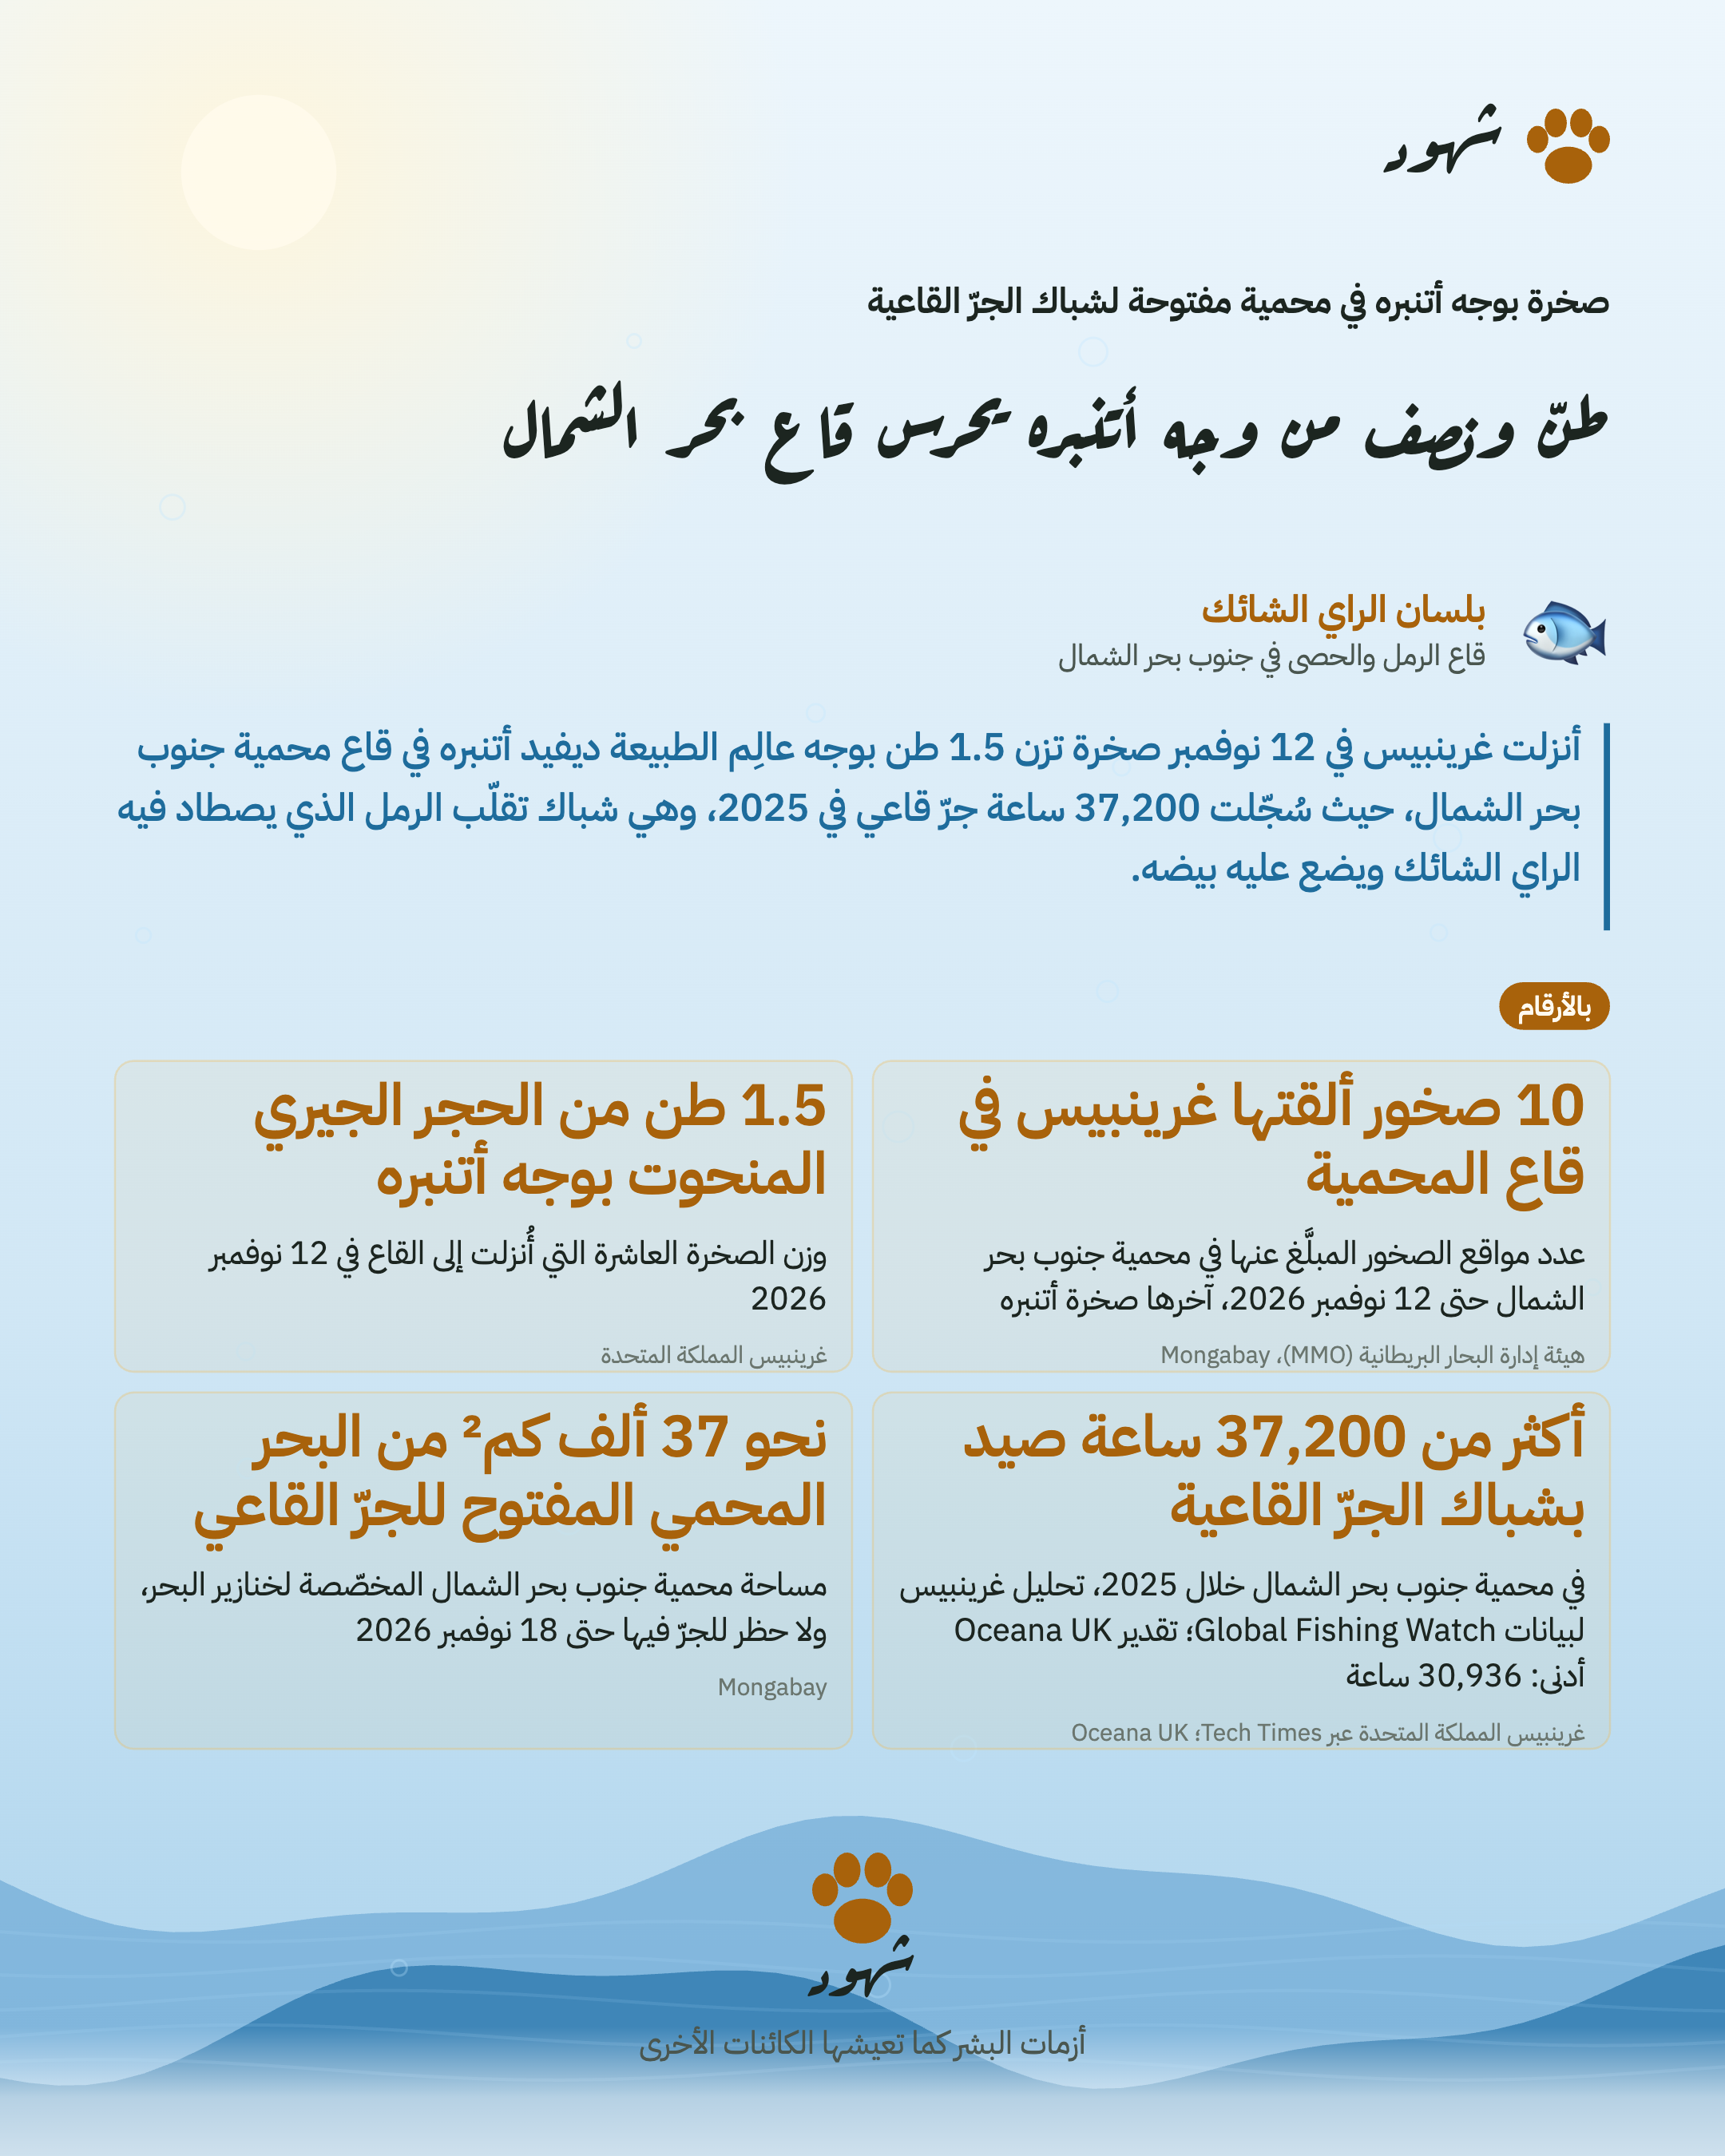 شهود
صخرة بوجه أتنبره في محمية مفتوحة لشباك الجرّ القاعية
طنّ ونصف من وجه أتنبره يحرس قاع بحر الشمال
بلسان الراي الشائك
قاع الرمل والحصى في جنوب بحر الشمال
أنزلت غرينبيس في 12 نوفمبر صخرة تزن 1.5 طن بوجه عالِم الطبيعة ديفيد أتنبره في قاع محمية جنوب
بحر الشمال، حيث سُجّلت 37,200 ساعة جرّ قاعي في 2025، وهي شباك تقلّب الرمل الذي يصطاد فيه
الراي الشائك ويضع عليه بيضه.
بالأرقام
10 صخور ألقتها غرينبيس في
قاع المحمية
عدد مواقع الصخور المبلَّغ عنها في محمية جنوب بحر
الشمال حتى 12 نوفمبر 2026، آخرها صخرة أتنبره
هيئة إدارة البحار البريطانية (MMO)، Mongabay
1.5 طن من الحجر الجيري
المنحوت بوجه أتنبره
وزن الصخرة العاشرة التي أُنزلت إلى القاع في 12 نوفمبر
2026
غرينبيس المملكة المتحدة
أكثر من 37,200 ساعة صيد
بشباك الجرّ القاعية
في محمية جنوب بحر الشمال خلال 2025، تحليل غرينبيس
لبيانات Global Fishing Watch؛ تقدير Oceana UK
أدنى: 30,936 ساعة
غرينبيس المملكة المتحدة عبر Tech Times؛ Oceana UK
نحو 37 ألف كم² من البحر
المحمي المفتوح للجرّ القاعي
مساحة محمية جنوب بحر الشمال المخصّصة لخنازير البحر،
ولا حظر للجرّ فيها حتى 18 نوفمبر 2026
Mongabay
شهود
أزمات البشر كما تعيشها الكائنات الأخرى